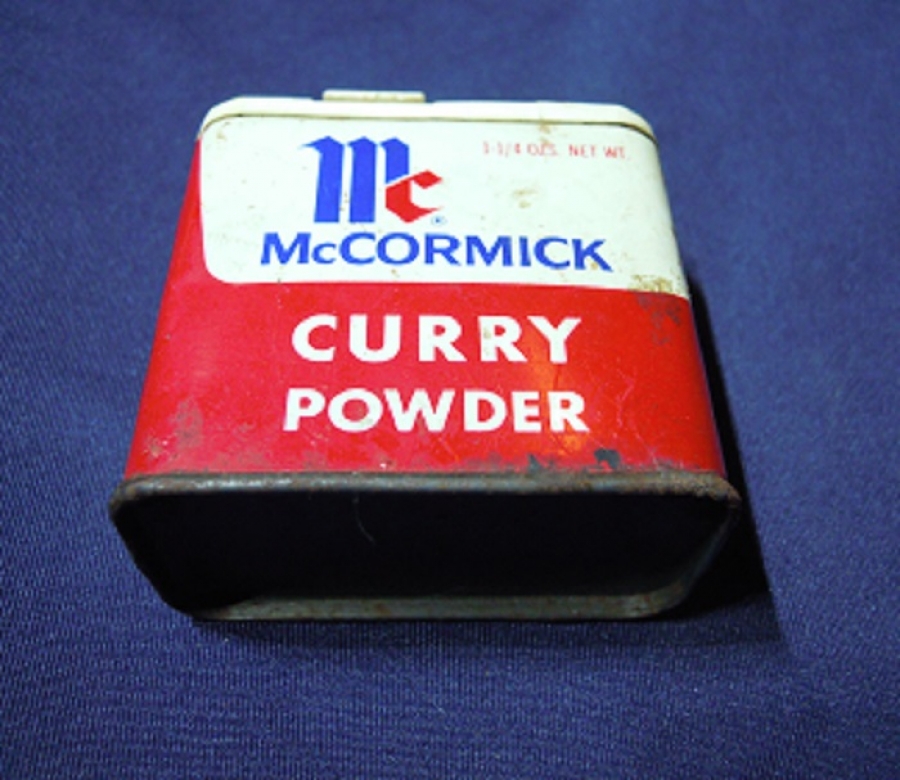 Mc
1-1/4 OZS. NET WT.
®
McCORMICK
CURRY
POWDER